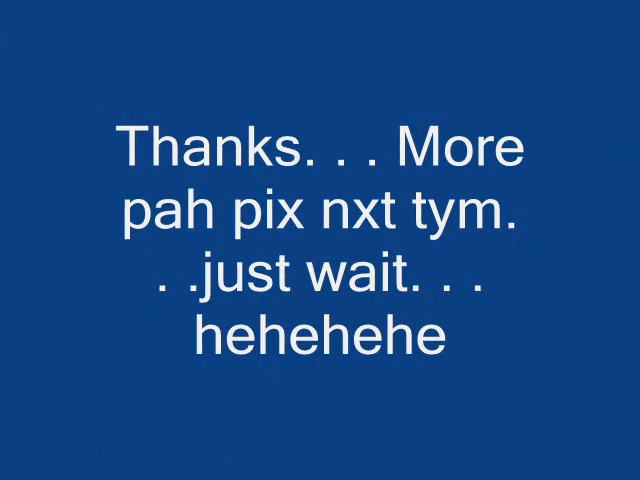 Thanks. . . More
pah pix nxt tym.
. .just wait. . .
hehehehe